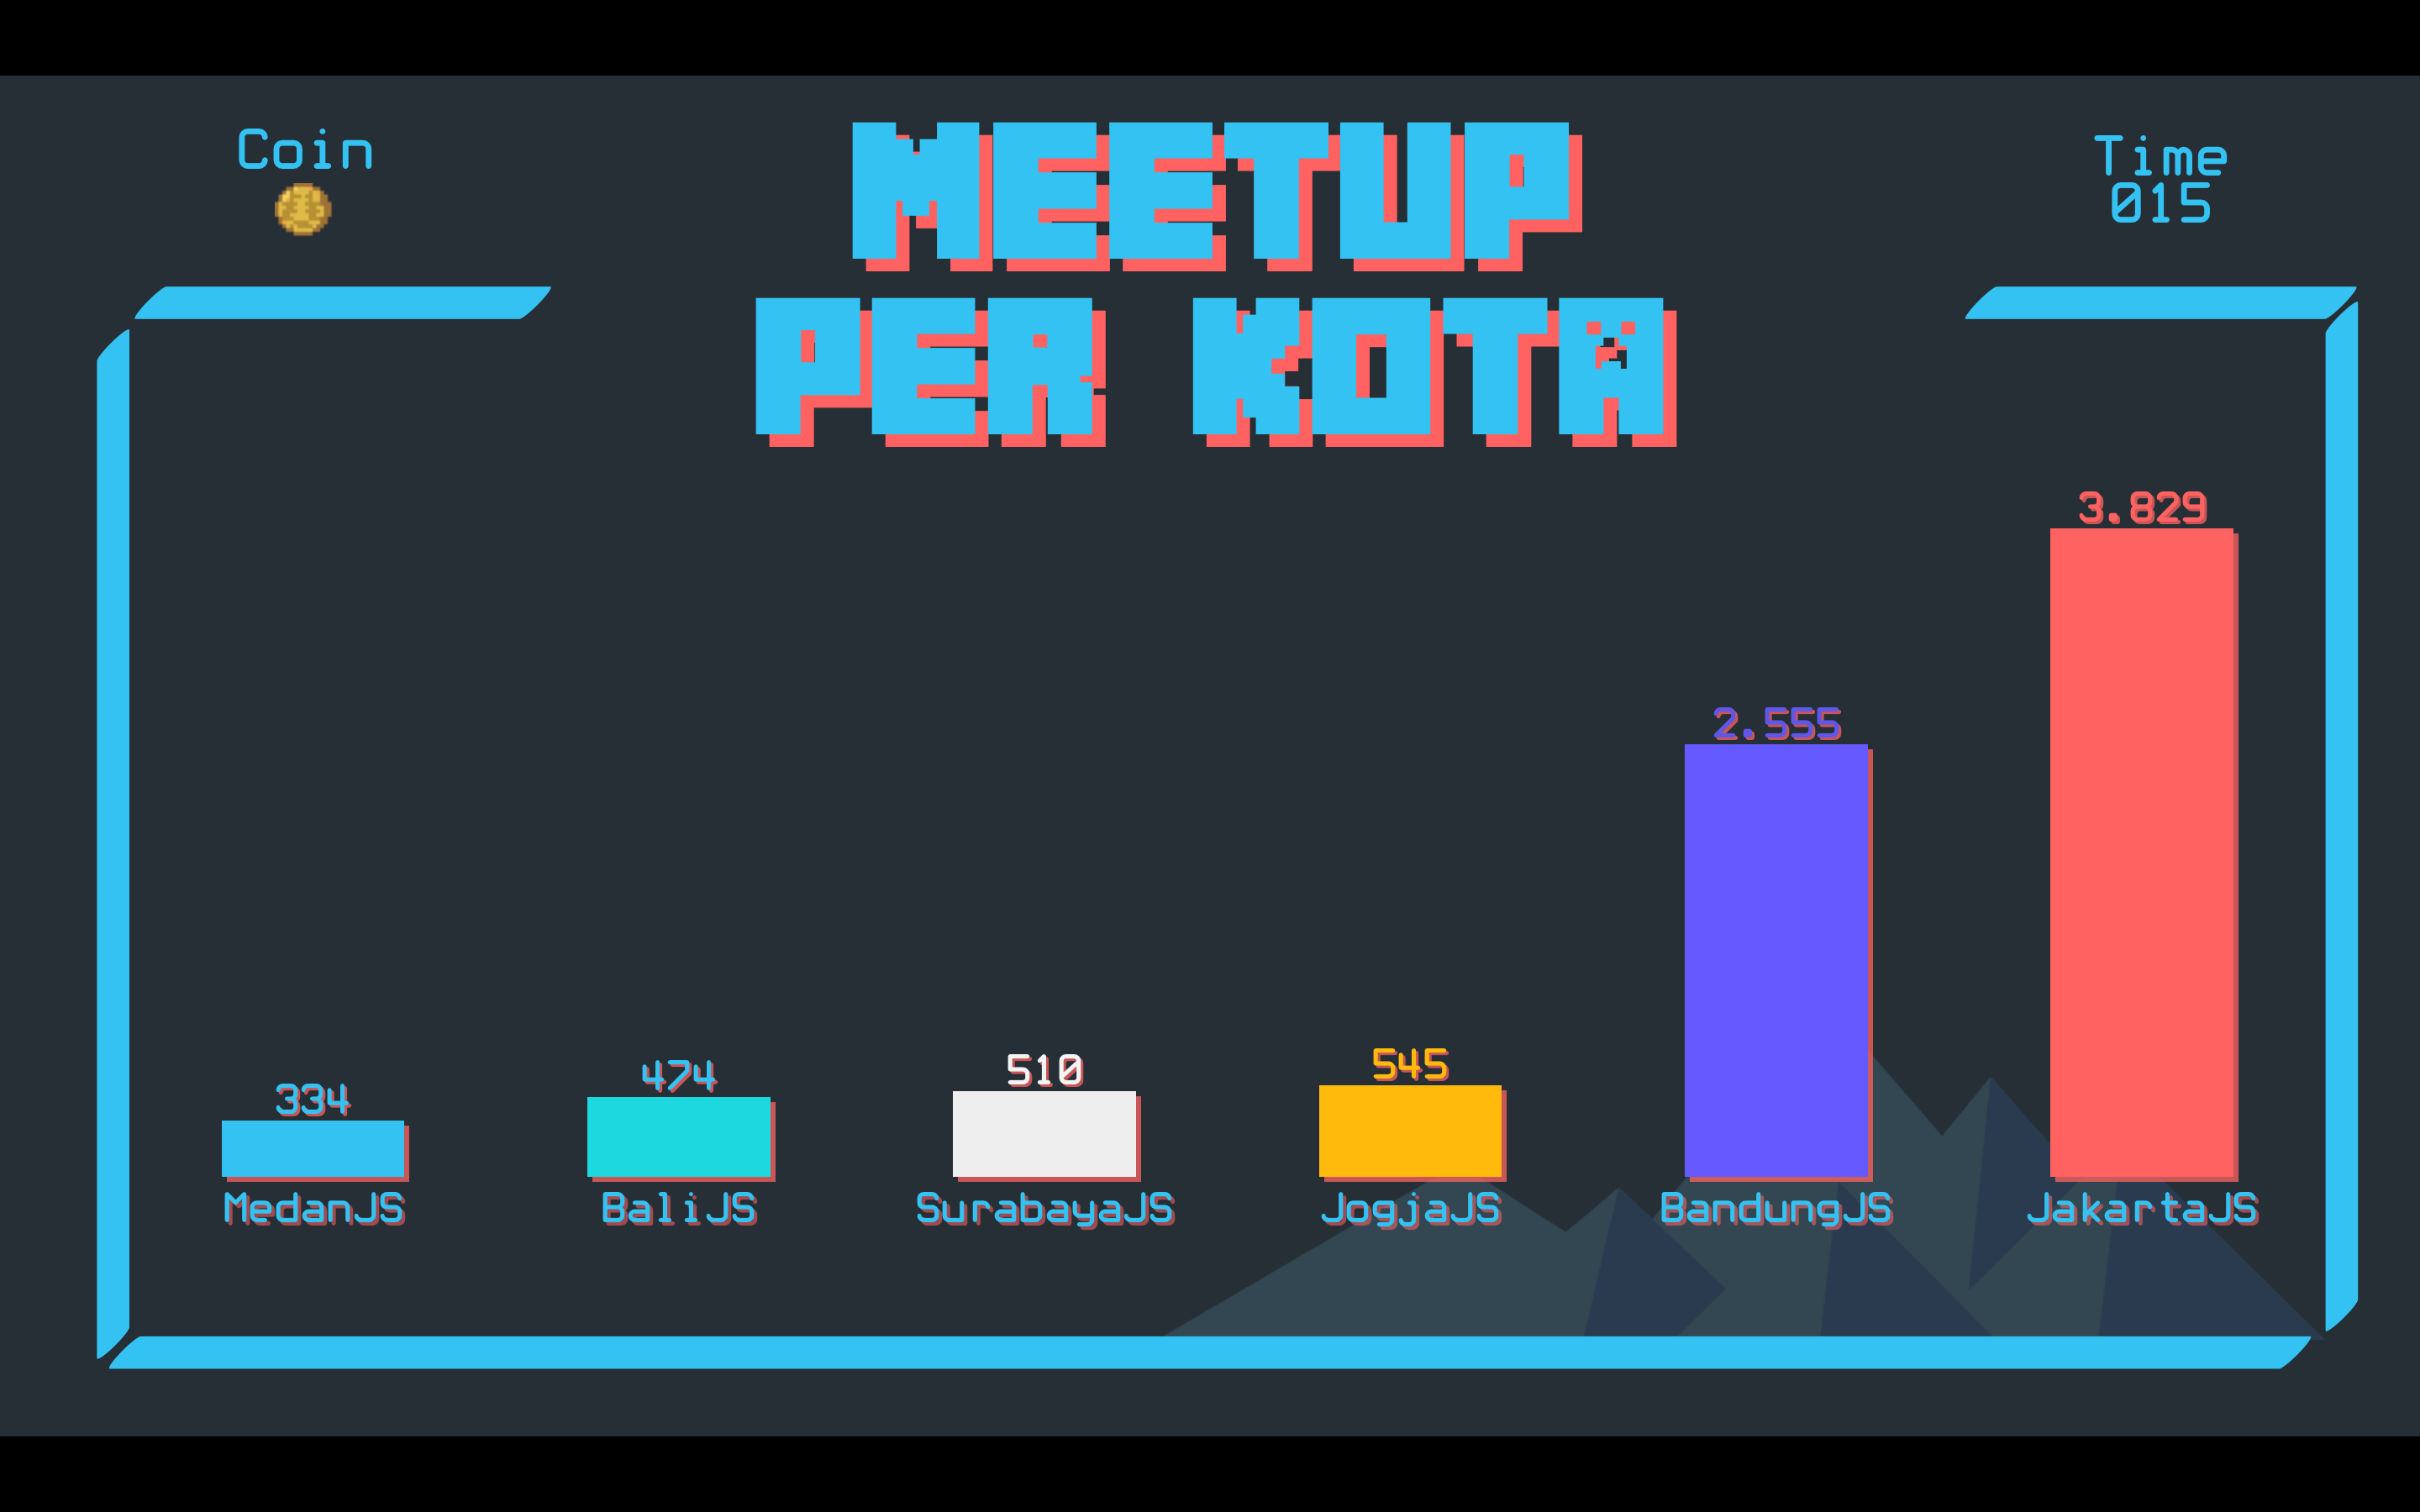 Coin
Time
015
MEETUP
PER KOTA
3.829
2.555
545
510
474
334
MedanJS
BaliJS
SurabayaJS
JogjaJS
BandungJS
JakartaJS